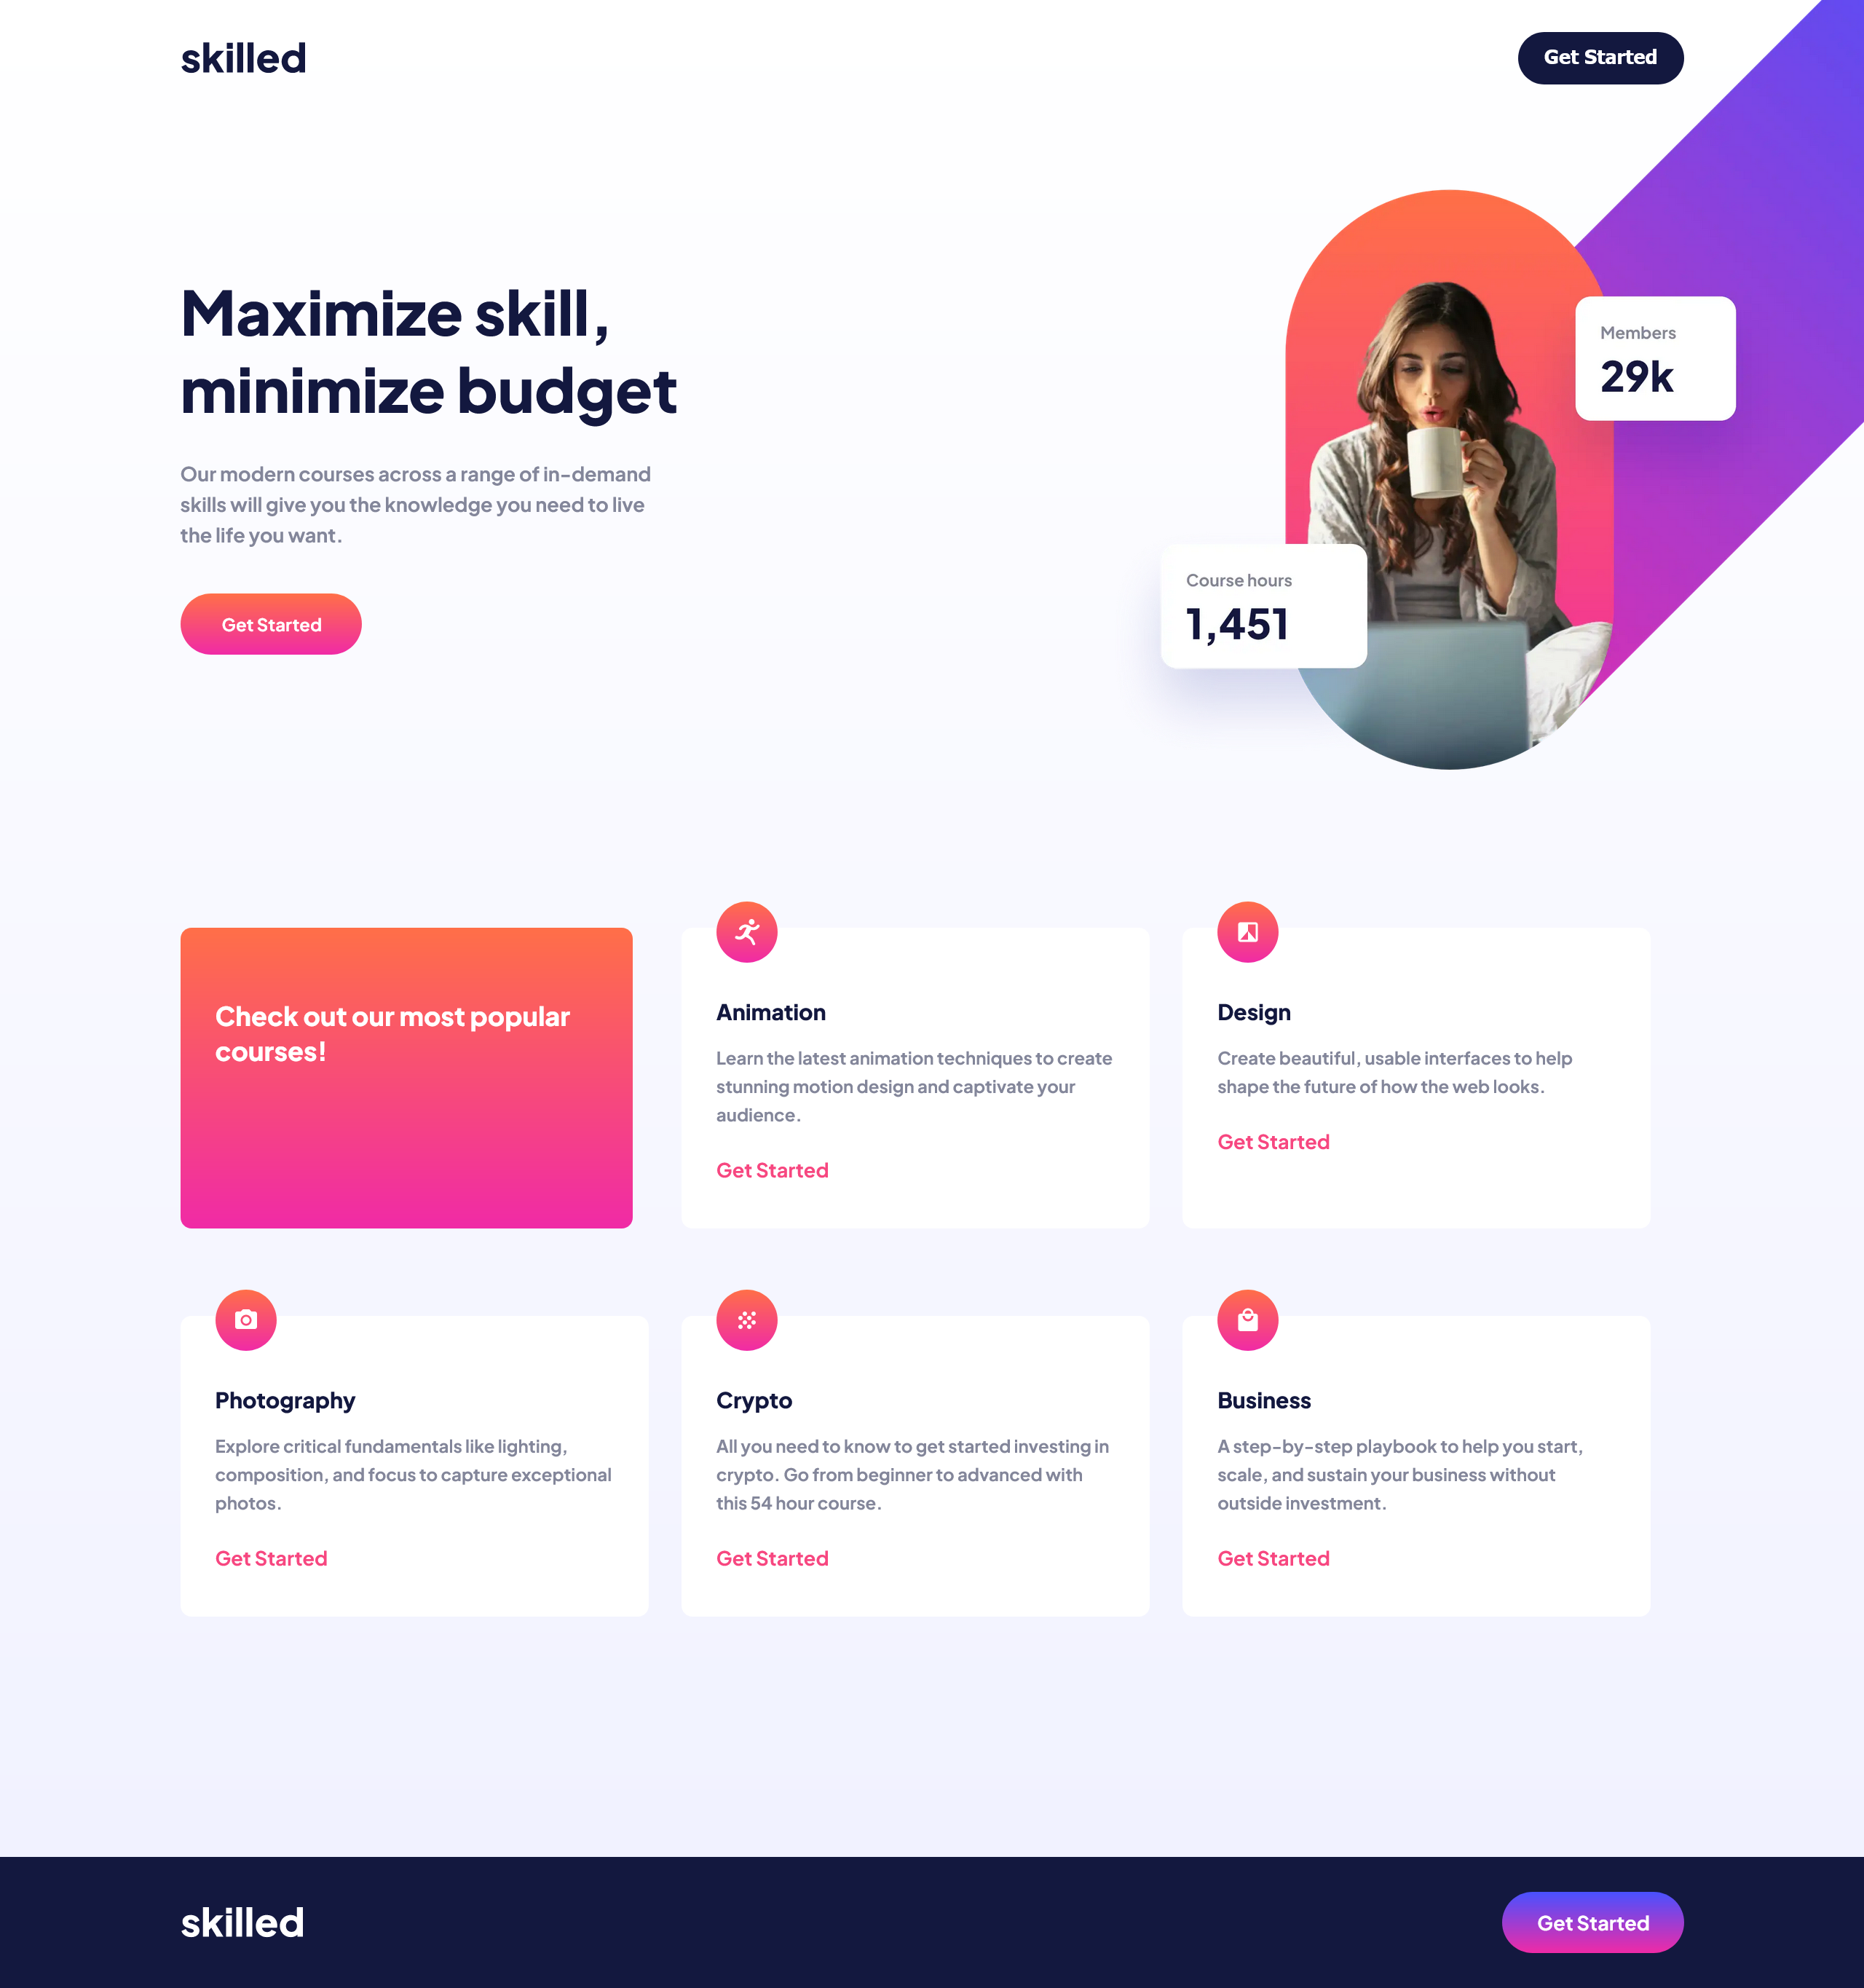 skilled
Get Started
Maximize skill,
minimize budget
Our modern courses across a range of in-demand
skills will give you the knowledge you need to live
the life you want.
Get Started
Members
29k
Course hours
1,451
Check out our most popular
courses!
Animation
Learn the latest animation techniques to create
stunning motion design and captivate your
audience.
Get Started
Design
Create beautiful, usable interfaces to help
shape the future of how the web looks.
Get Started
Photography
Explore critical fundamentals like lighting,
composition, and focus to capture exceptional
photos.
Get Started
Crypto
All you need to know to get started investing in
crypto. Go from beginner to advanced with
this 54 hour course.
Get Started
Business
A step-by-step playbook to help you start,
scale, and sustain your business without
outside investment.
Get Started
skilled
Get Started